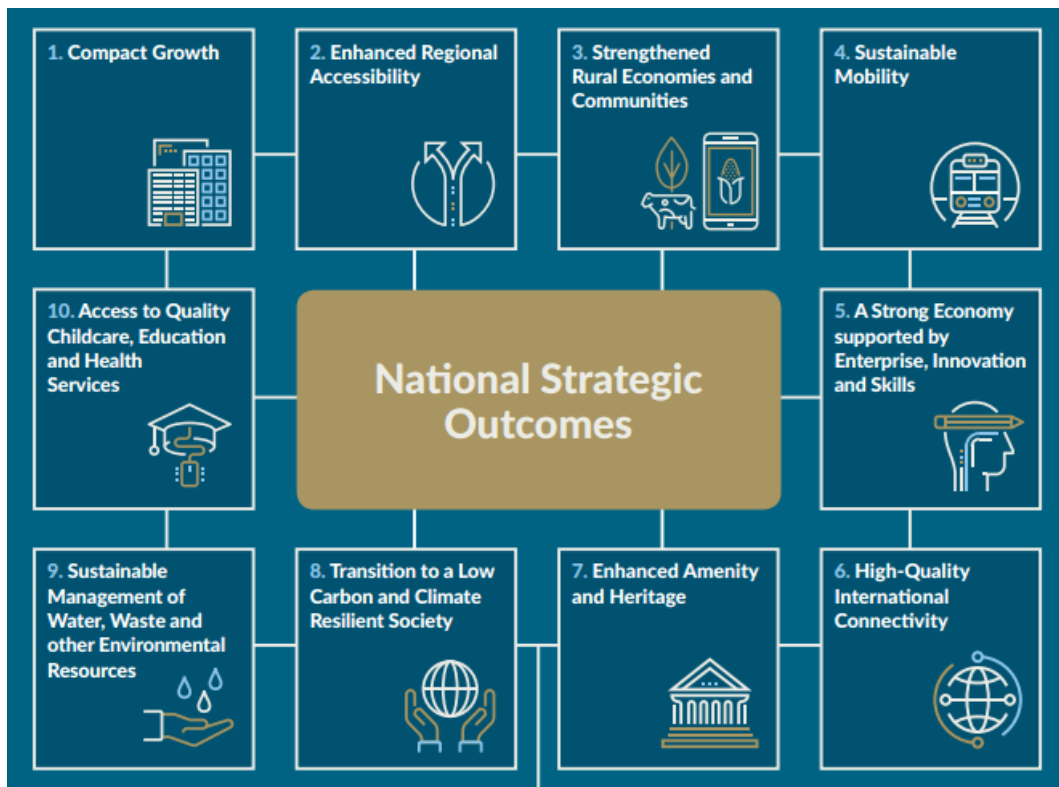 1. Compact Growth
2. Enhanced Regional
Accessibility
3. Strengthened
Rural Economies and
Communities
4. Sustainable
Mobility
10. Access to Quality
Childcare, Education
and Health
Services
National Strategic
Outcomes
5. A Strong Economy
supported by
Enterprise, Innovation
and Skills
9. Sustainable
Management of
Water, Waste and
other Environmental
Resources
8. Transition to a Low
Carbon and Climate
Resilient Society
7. Enhanced Amenity
and Heritage
6. High-Quality
International
Connectivity